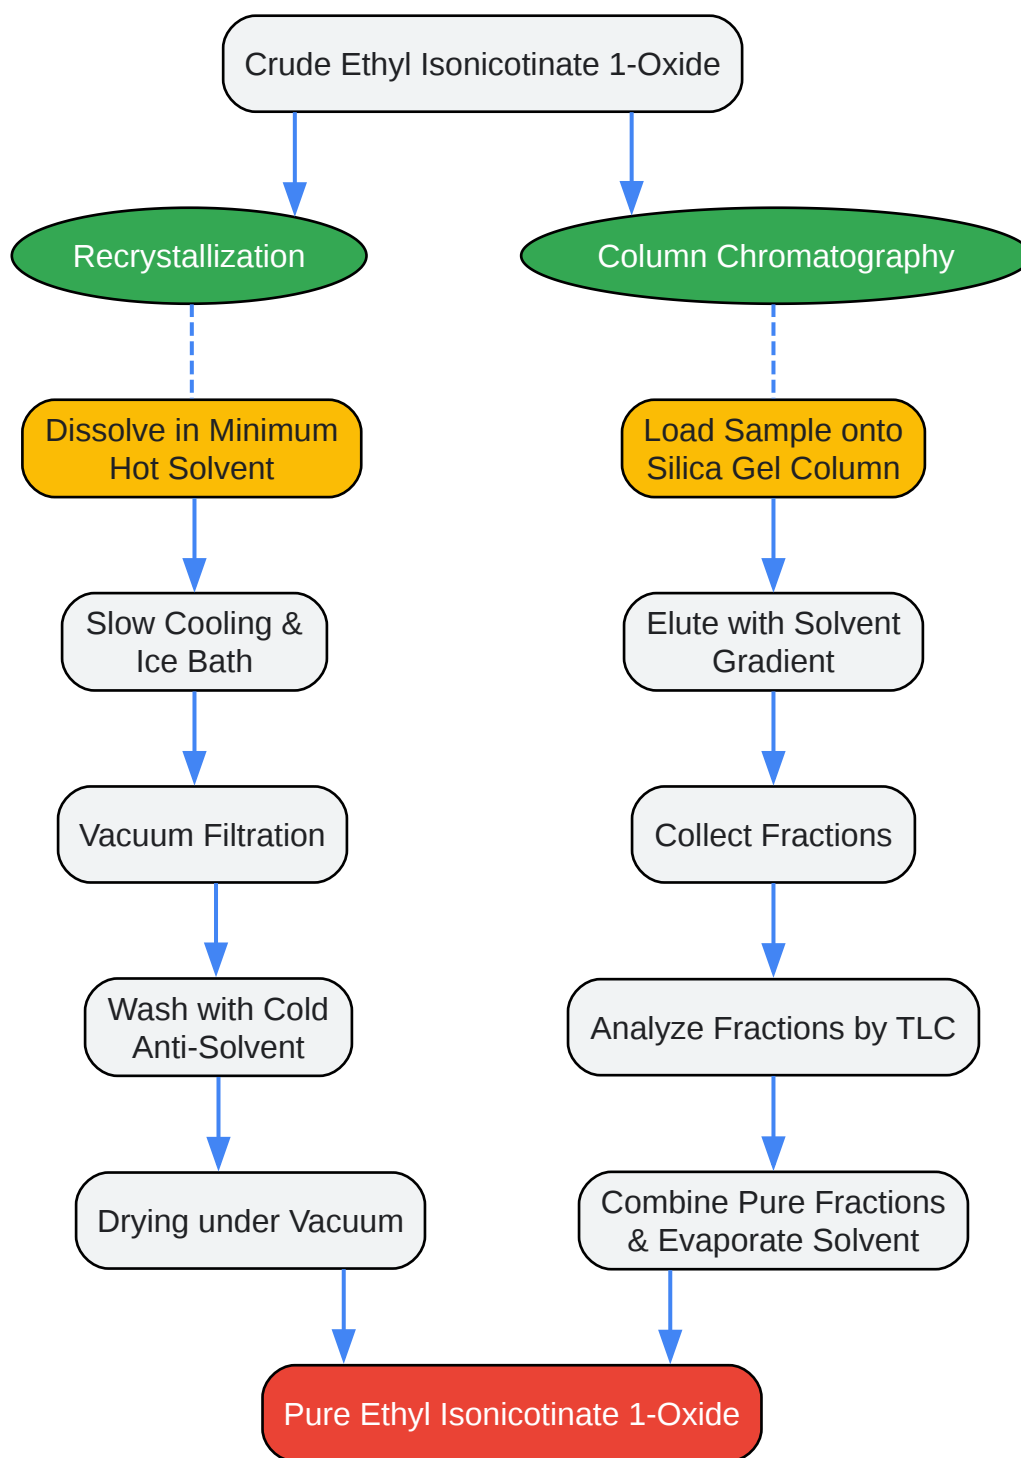 Crude Ethyl Isonicotinate 1-Oxide
Recrystallization
Column Chromatography
Dissolve in Minimum
Hot Solvent
Load Sample onto
Silica Gel Column
Slow Cooling &
Ice Bath
Elute with Solvent
Gradient
Vacuum Filtration
Collect Fractions
Wash with Cold
Anti-Solvent
Analyze Fractions by TLC
Drying under Vacuum
Combine Pure Fractions
& Evaporate Solvent
Pure Ethyl Isonicotinate 1-Oxide